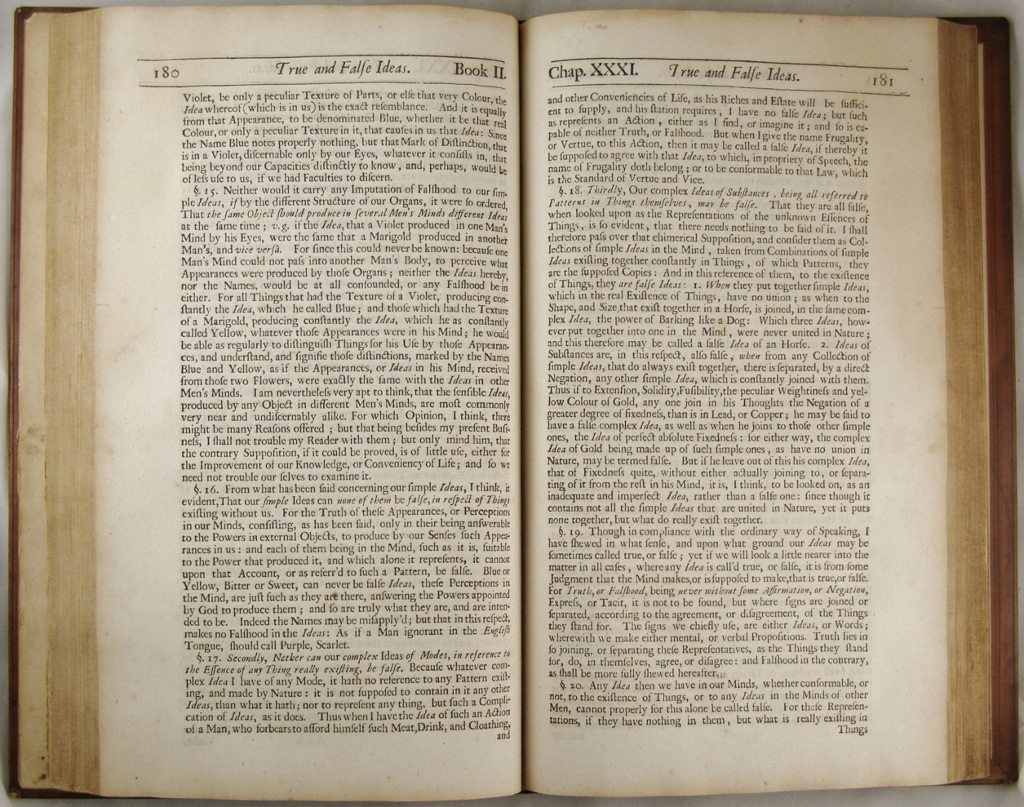 180 True and Falſe Ideas. Book II.
Violet, be only a peculiar Texture of Parts, or elſe that very Colour, the
Idea whereof (which is in us) is the exact reſemblance. And it is equally
from that Appearance, to be denominated Blue, whether it be that real
Colour, or only a peculiar Texture in it, that cauſes in us that Idea: Since
the Name Blue notes properly nothing, but that Mark of Diſtinction, that
is in a Violet, diſcernable only by our Eyes, whatever it conſiſts in, that
being beyond our Capacities diſtinctly to know, and, perhaps, would be
of leſs uſe to us, if we had Faculties to diſcern.
§. 15. Neither would it carry any Imputation of Falſhood to our ſim-
ple Ideas, if by the different Structure of our Organs, it were ſo ordered,
That the ſame Object ſhould produce in ſeveral Men's Minds different Ideas
at the ſame time; v.g. if the Idea, that a Violet produced in one Man's
Mind by his Eyes, were the ſame that a Marigold produced in another
Man's, and vice verſâ. For ſince this could never be known: becauſe one
Man's Mind could not paſs into another Man's Body, to perceive what
Appearances were produced by thoſe Organs; neither the Ideas hereby,
nor the Names, would be at all confounded, or any Falſhood be in
either. For all Things that had the Texture of a Violet, producing con-
ſtantly the Idea, which he called Blue; and thoſe which had the Texture
of a Marigold, producing conſtantly the Idea, which he as conſtantly
called Yellow, whatever thoſe Appearances were in his Mind; he would
be able as regularly to diſtinguiſh Things for his Uſe by thoſe Appearan-
ces, and underſtand, and ſignifie thoſe diſtinctions, marked by the Names
Blue and Yellow, as if the Appearances, or Ideas in his Mind, received
from thoſe two Flowers, were exactly the ſame with the Ideas in other
Men's Minds. I am nevertheleſs very apt to think, that the ſenſible Ideas,
produced by any Object in different Men's Minds, are moſt commonly
very near and undiſcernably alike. For which Opinion, I think, there
might be many Reaſons offered; but that being beſides my preſent Buſi-
neſs, I ſhall not trouble my Reader with them; but only mind him, that
the contrary Suppoſition, if it could be proved, is of little uſe, either for
the Improvement of our Knowledge, or Conveniency of Life; and ſo we
need not trouble our ſelves to examine it.
§. 16. From what has been ſaid concerning our ſimple Ideas, I think, it
evident, That our ſimple Ideas can none of them be falſe, in reſpect of Things
exiſting without us. For the Truth of theſe Appearances, or Perceptions
in our Minds, conſiſting, as has been ſaid, only in their being anſwerable
to the Powers in external Objects, to produce by our Senſes ſuch Appea-
rances in us: and each of them being in the Mind, ſuch as it is, ſuitable
to the Power that produced it, and which alone it repreſents, it cannot
upon that Account, or as referr'd to ſuch a Pattern, be falſe. Blue or
Yellow, Bitter or Sweet, can never be falſe Ideas, theſe Perceptions in
the Mind, are juſt ſuch as they are there, anſwering the Powers appointed
by God to produce them; and ſo are truly what they are, and are inten-
ded to be. Indeed the Names may be miſapply'd; but that in this reſpect,
makes no Falſhood in the Ideas: As if a Man ignorant in the Engliſh
Tongue, ſhould call Purple, Scarlet.
§. 17. Secondly, Neither can our complex Ideas of Modes, in reference to
the Eſſence of any Thing really exiſting, be falſe. Becauſe whatever com-
plex Idea I have of any Mode, it hath no reference to any Pattern exiſt-
ing, and made by Nature: it is not ſuppoſed to contain in it any other
Ideas, than what it hath; nor to repreſent any thing, but ſuch a Compli-
cation of Ideas, as it does. Thus when I have the Idea of ſuch an Action
of a Man, who forbears to afford himſelf ſuch Meat, Drink, and Cloathing,
and
Chap. XXXI. True and Falſe Ideas. 181
and other Conveniencies of Life, as his Riches and Eſtate will be ſuffici-
ent to ſupply, and his ſtation requires, I have no falſe Idea; but ſuch
as repreſents an Action, either as I find, or imagine it; and ſo is ca-
pable of neither Truth, or Falſhood. But when I give the name Frugality,
or Vertue, to this Action, then it may be called a falſe Idea, if thereby it
be ſuppoſed to agree with that Idea, to which, in propriety of Speech, the
name of Frugality doth belong; or to be conformable to that Law, which
is the Standard of Vertue and Vice.
§. 18. Thirdly, Our complex Ideas of Subſtances, being all referred to
Patterns in Things themſelves, may be falſe. That they are all falſe,
when looked upon as the Repreſentations of the unknown Eſſences of
Things, is ſo evident, that there needs nothing to be ſaid of it. I ſhall
therefore paſs over that chimerical Suppoſition, and conſider them as Col-
lections of ſimple Ideas in the Mind, taken from Combinations of ſimple
Ideas exiſting together conſtantly in Things, of which Patterns, they
are the ſuppoſed Copies: And in this reference of them, to the exiſtence
of Things, they are falſe Ideas: 1. When they put together ſimple Ideas,
which in the real Exiſtence of Things, have no union; as when to the
Shape, and Size, that exiſt together in a Horſe, is joined, in the ſame com-
plex Idea, the power of Barking like a Dog: Which three Ideas, how-
ever put together into one in the Mind, were never united in Nature;
and this therefore may be called a falſe Idea of an Horſe. 2. Ideas of
Subſtances are, in this reſpect, alſo falſe, when from any Collection of
ſimple Ideas, that do always exiſt together, there is ſeparated, by a direct
Negation, any other ſimple Idea, which is conſtantly joined with them.
Thus if to Extenſion, Solidity, Fuſibility, the peculiar Weightineſs and yel-
low Colour of Gold, any one join in his Thoughts the Negation of a
greater degree of fixedneſs, than is in Lead, or Copper; he may be ſaid to
have a falſe complex Idea, as well as when he joins to thoſe other ſimple
ones, the Idea of perfect abſolute Fixedneſs: for either way, the complex
Idea of Gold being made up of ſuch ſimple ones, as have no union in
Nature, may be termed falſe. But if he leave out of this his complex Idea,
that of Fixedneſs quite, without either actually joining to, or ſepara-
ting of it from the reſt in his Mind, it is, I think, to be looked on, as an
inadequate and imperfect Idea, rather than a falſe one: ſince though it
contains not all the ſimple Ideas that are united in Nature, yet it puts
none together, but what do really exiſt together.
§. 19. Though in compliance with the ordinary way of Speaking, I
have ſhewed in what ſenſe, and upon what ground our Ideas may be
ſometimes called true, or falſe; yet if we will look a little nearer into the
matter in all caſes, where any Idea is call'd true, or falſe, it is from ſome
Judgment that the Mind makes, or is ſuppoſed to make, that is true, or falſe.
For Truth, or Falſhood, being never without ſome Affirmation, or Negation,
Expreſs, or Tacit, it is not to be found, but where ſigns are joined or
ſeparated, according to the agreement, or diſagreement, of the Things
they ſtand for. The ſigns we chiefly uſe, are either Ideas, or Words;
wherewith we make either mental, or verbal Propoſitions. Truth lies in
ſo joining, or ſeparating theſe Repreſentatives, as the Things they ſtand
for, do, in themſelves, agree, or diſagree: and Falſhood in the contrary,
as ſhall be more fully ſhewed hereafter.
§. 20. Any Idea then we have in our Minds, whether conformable, or
not, to the exiſtence of Things, or to any Ideas in the Minds of other
Men, cannot properly for this alone be called falſe. For theſe Repreſen-
tations, if they have nothing in them, but what is really exiſting in
Things